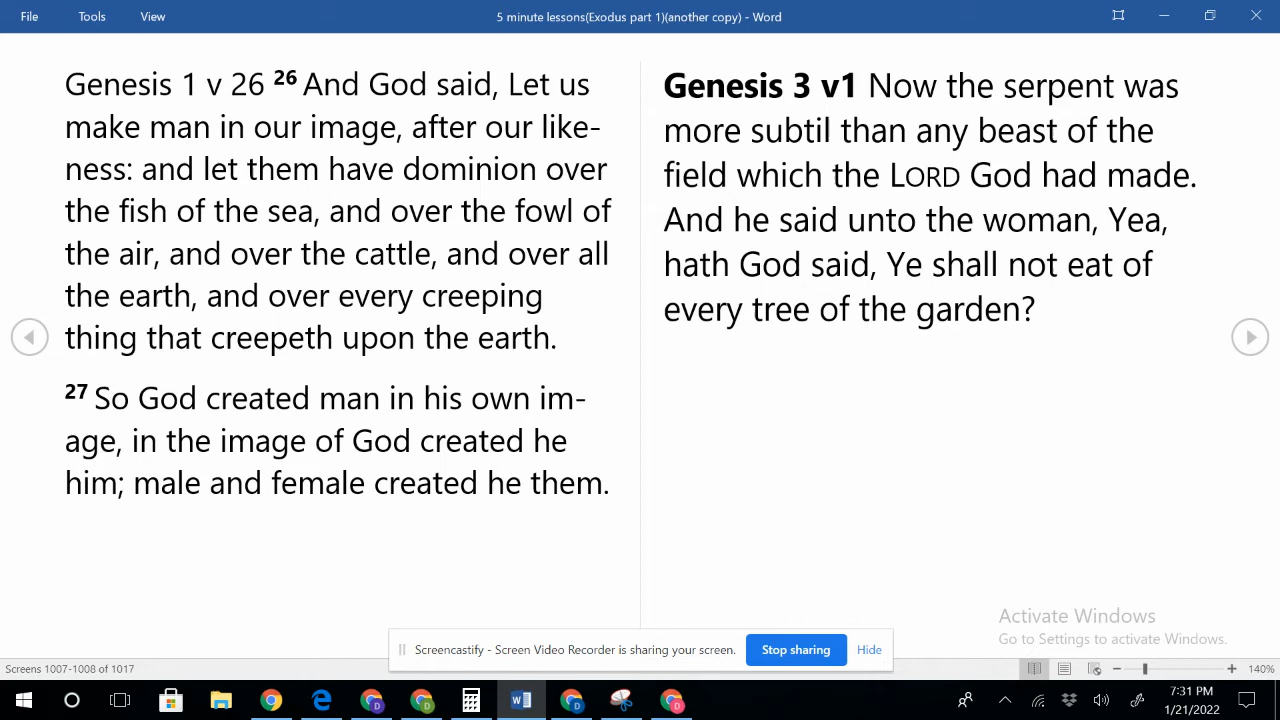 File Tools View 5 minute lessons(Exodus part 1)(another copy) - Word
Genesis 1 v 26 26 And God said, Let us
make man in our image, after our like-
ness: and let them have dominion over
the fish of the sea, and over the fowl of
the air, and over the cattle, and over all
the earth, and over every creeping
thing that creepeth upon the earth.
27 So God created man in his own im-
age, in the image of God created he
him; male and female created he them.
Genesis 3 v1 Now the serpent was
more subtil than any beast of the
field which the LORD God had made.
And he said unto the woman, Yea,
hath God said, Ye shall not eat of
every tree of the garden?
Activate Windows
Go to Settings to activate Windows.
Screencastify - Screen Video Recorder is sharing your screen. Stop sharing Hide
Screens 1007-1008 of 1017 140%
7:31 PM
1/21/2022